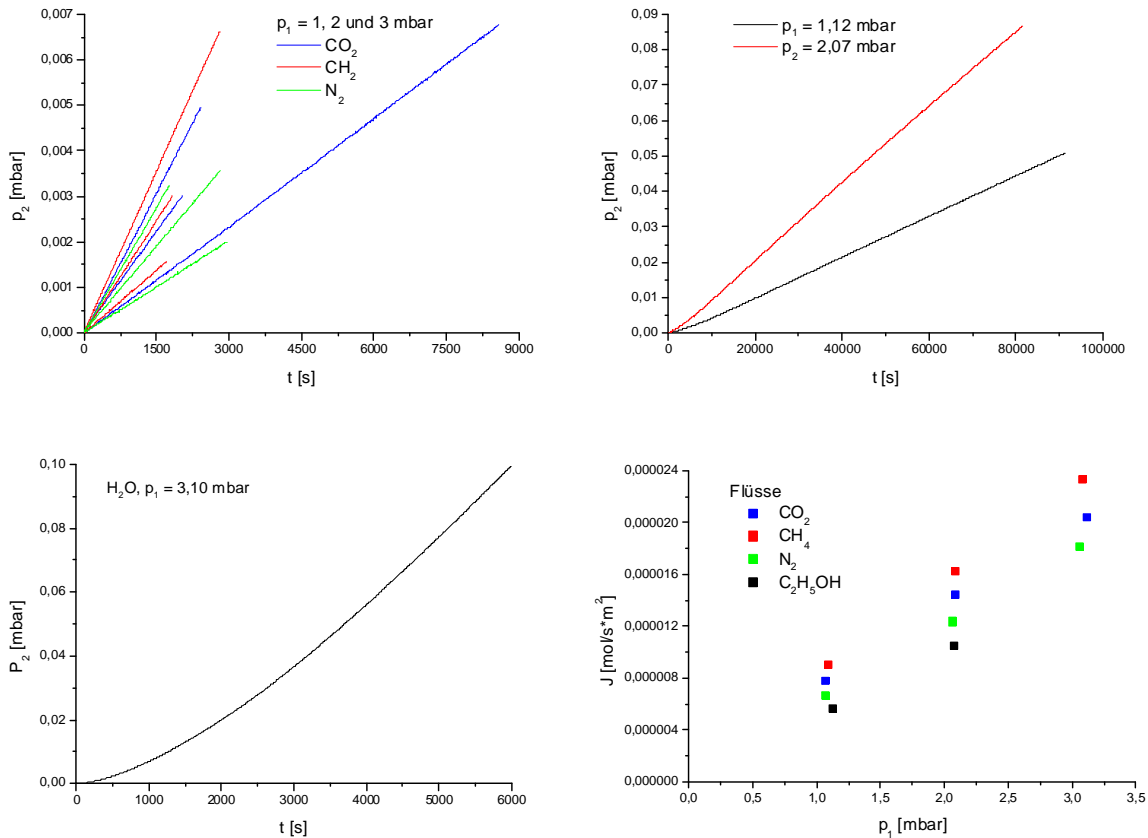 p₁ = 1, 2 und 3 mbar
CO₂
CH₂
N₂
0,007
0,006
0,005
0,004
0,003
0,002
0,001
0,000
p₂ [mbar]
0
1500
3000
4500
6000
7500
9000
t [s]
p₁ = 1,12 mbar
p₂ = 2,07 mbar
0,09
0,08
0,07
0,06
0,05
0,04
0,03
0,02
0,01
0,00
p₂ [mbar]
0
20000
40000
60000
80000
100000
t [s]
H₂O, p₁ = 3,10 mbar
0,10
0,08
0,06
0,04
0,02
0,00
P₂ [mbar]
0
1000
2000
3000
4000
5000
6000
t [s]
Flüsse
CO₂
CH₄
N₂
C₂H₅OH
0,000024
0,000020
0,000016
0,000012
0,000008
0,000004
0,000000
J [mol/s*m²]
0,0
0,5
1,0
1,5
2,0
2,5
3,0
3,5
p₁ [mbar]